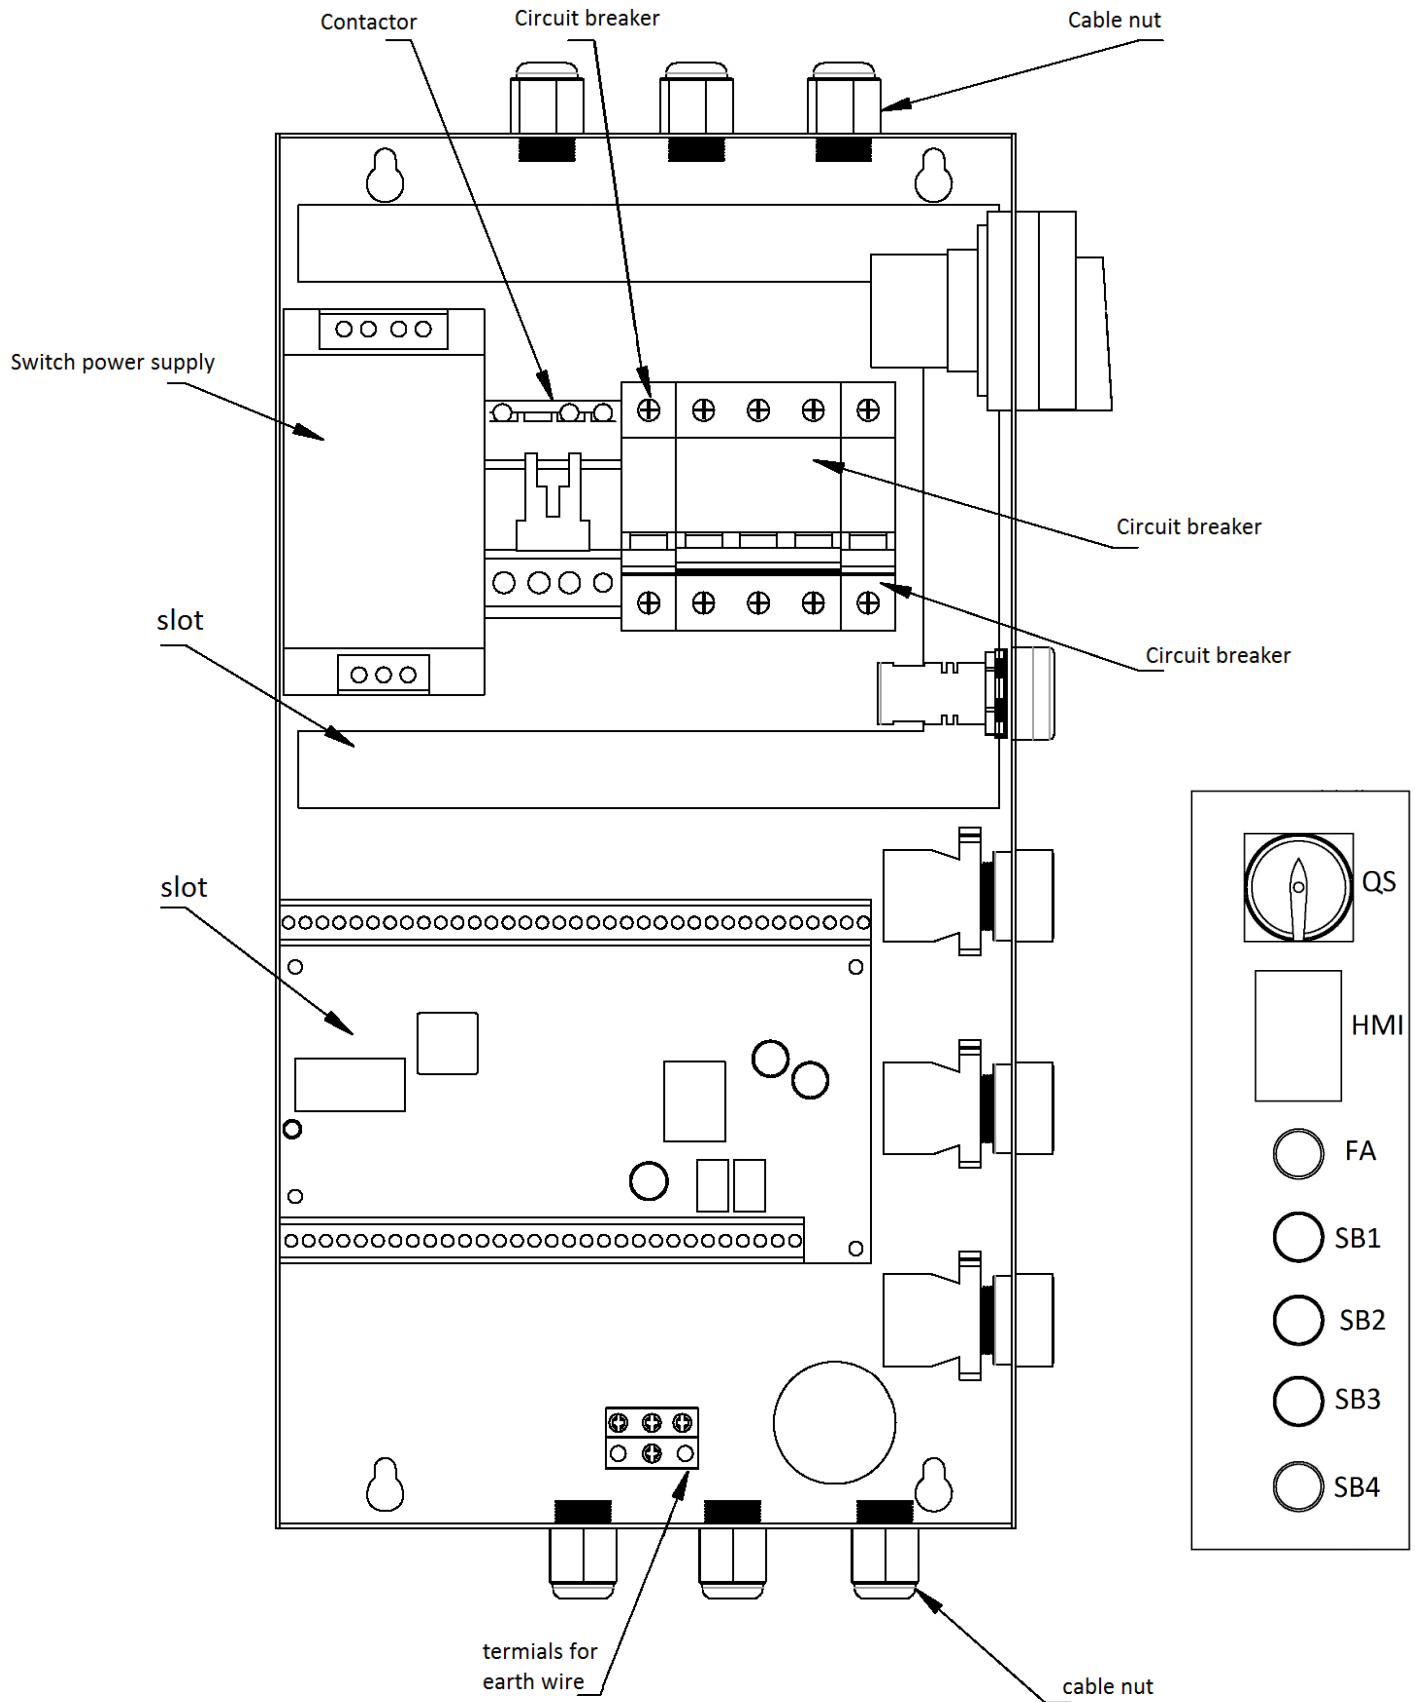 Contactor
Circuit breaker
Cable nut
Switch power supply
Circuit breaker
slot
Circuit breaker
slot
QS
HMI
FA
SB1
SB2
SB3
SB4
termials for
earth wire
cable nut